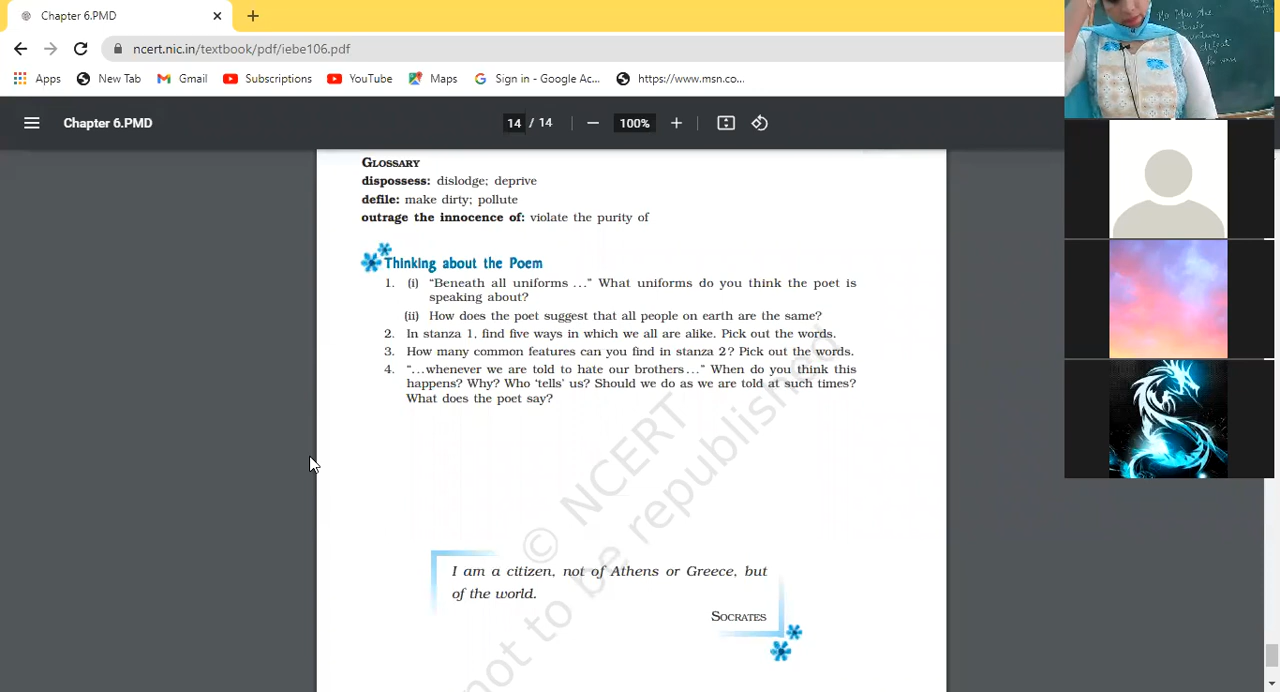 Chapter 6.PMD
ncert.nic.in/textbook/pdf/iebe106.pdf
Apps New Tab Gmail Subscriptions YouTube Maps Sign in - Google Ac... https://www.msn.co...
Chapter 6.PMD 14 / 14 100%
GLOSSARY
dispossess: dislodge; deprive
defile: make dirty; pollute
outrage the innocence of: violate the purity of
Thinking about the Poem
1. (i) “Beneath all uniforms ...” What uniforms do you think the poet is
speaking about?
(ii) How does the poet suggest that all people on earth are the same?
2. In stanza 1, find five ways in which we all are alike. Pick out the words.
3. How many common features can you find in stanza 2? Pick out the words.
4. “...whenever we are told to hate our brothers ...” When do you think this
happens? Why? Who ‘tells’ us? Should we do as we are told at such times?
What does the poet say?
© NCERT
not to be republished
I am a citizen, not of Athens or Greece, but
of the world.
SOCRATES